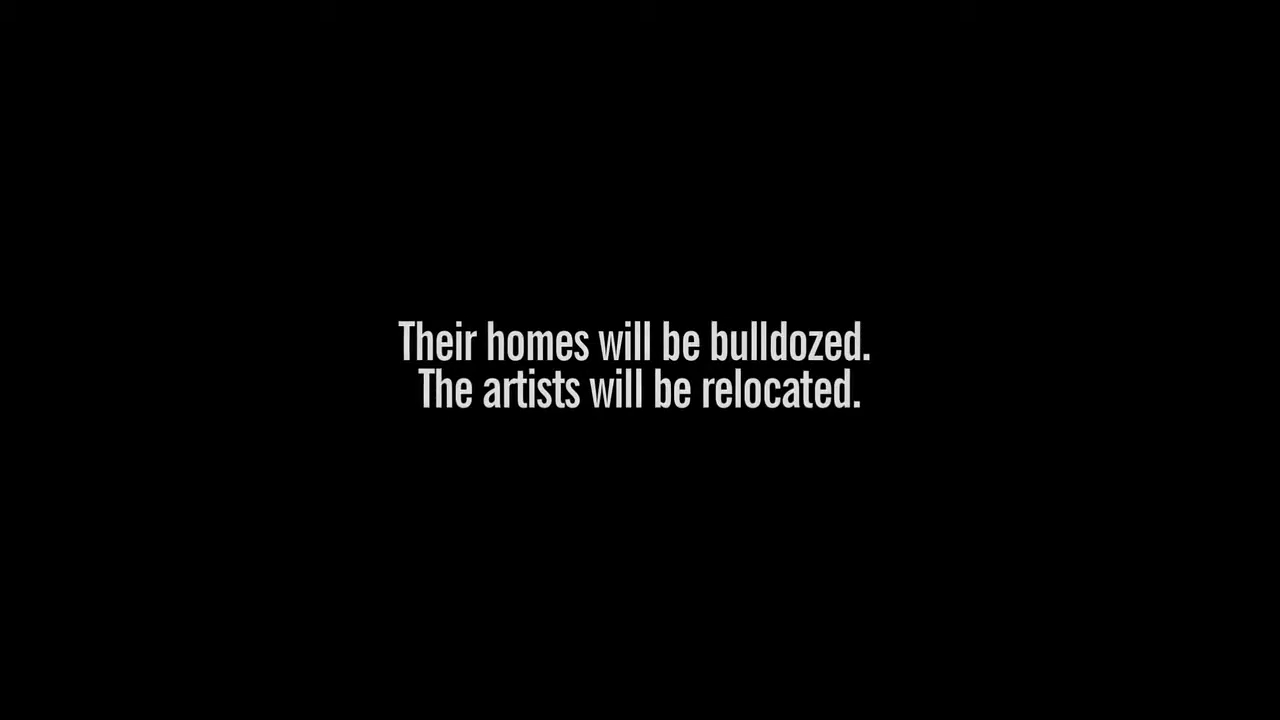 Their homes will be bulldozed.
The artists will be relocated.